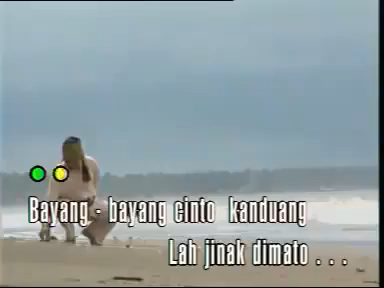 Bayang - bayang cinto kanduang
Lah jinak dimato . . .